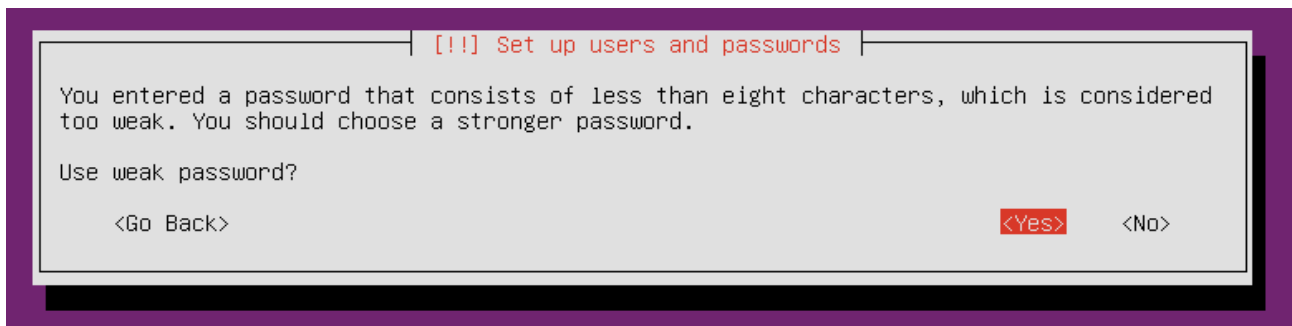 [!!] Set up users and passwords
You entered a password that consists of less than eight characters, which is considered
too weak. You should choose a stronger password.
Use weak password?
<Go Back> <Yes> <No>